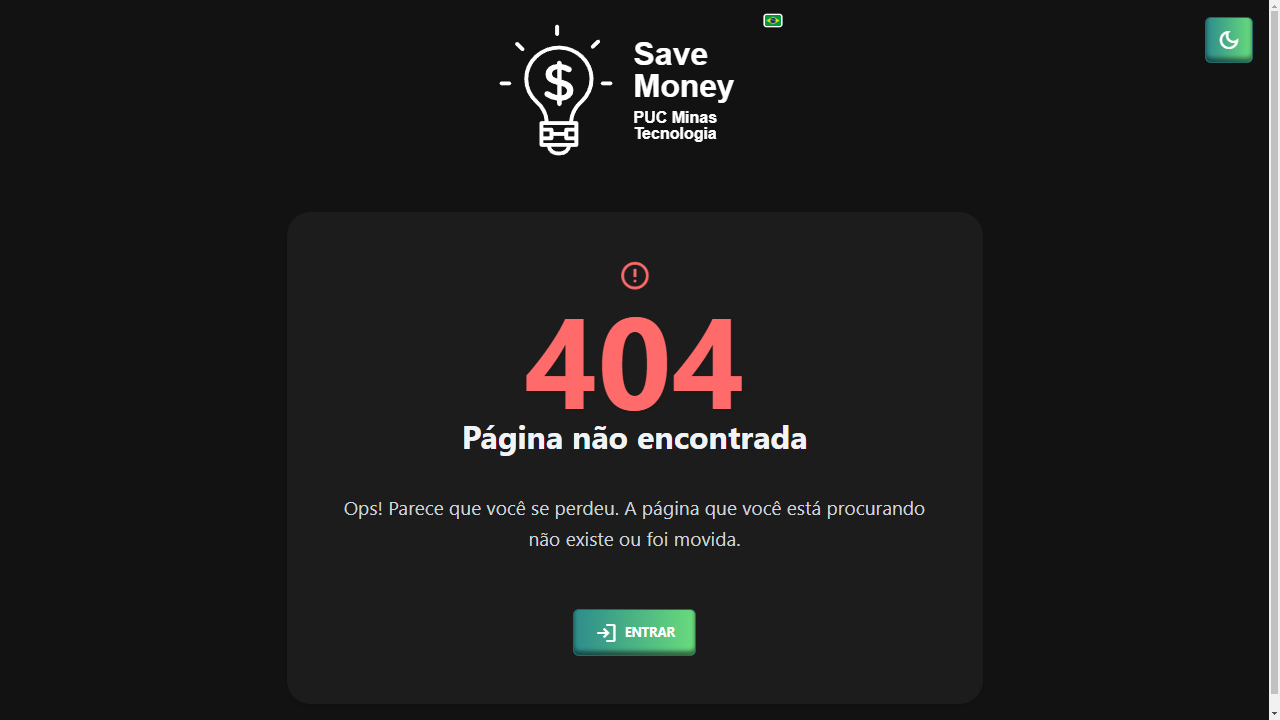 Save
Money
PUC Minas
Tecnologia
404
Página não encontrada
Ops! Parece que você se perdeu. A página que você está procurando
não existe ou foi movida.
ENTRAR